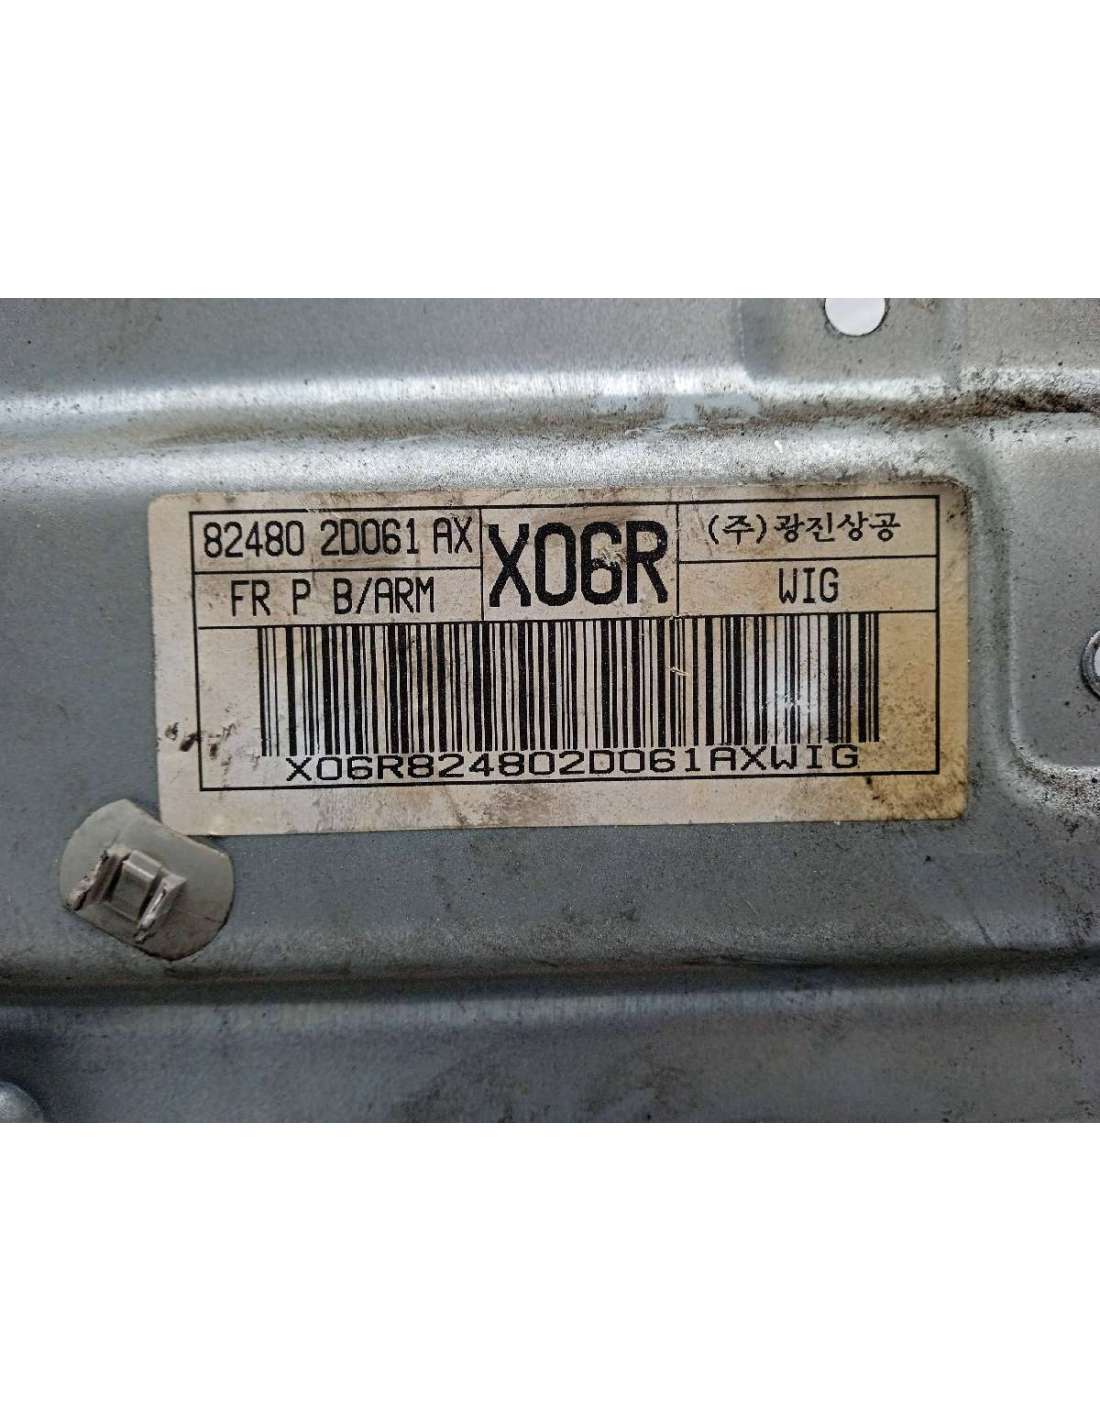 82480 2D061 AX X06R (주)광진상공
FR P B/ARM WIG
X06R824802D061AXWIG